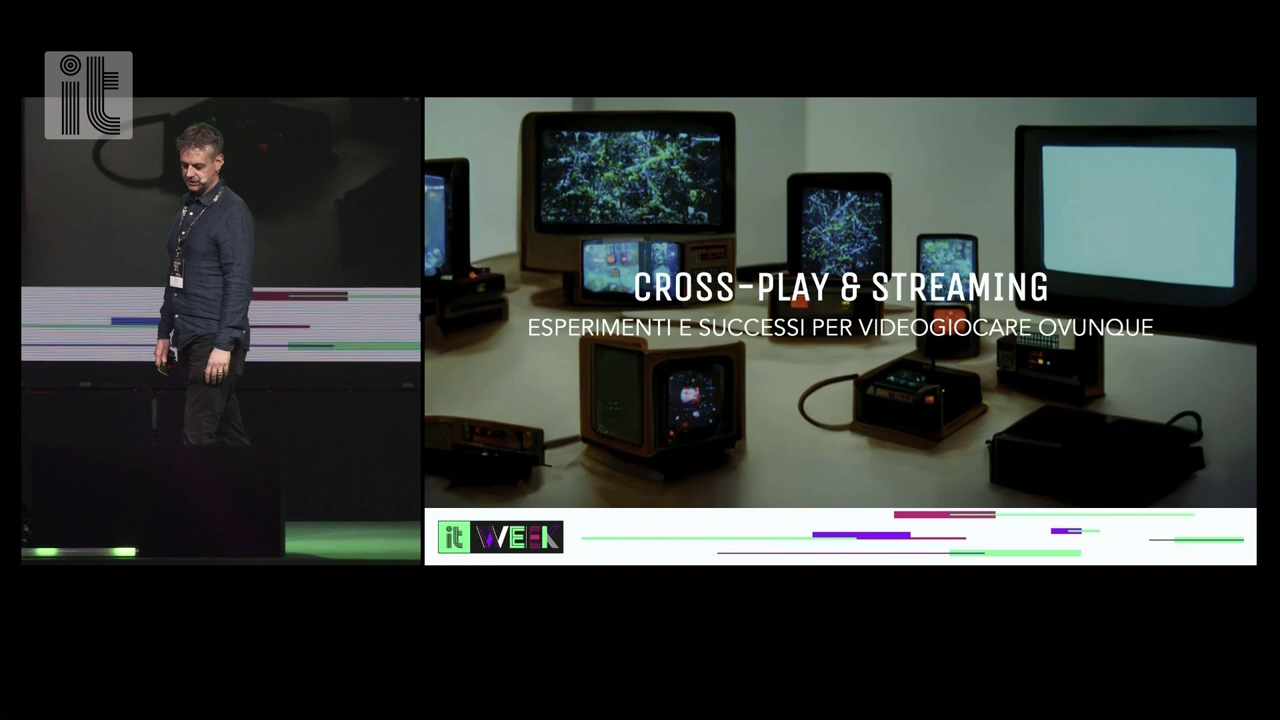 it
CROSS-PLAY & STREAMING
ESPERIMENTI E SUCCESSI PER VIDEOGIOCARE OVUNQUE
it WEEK